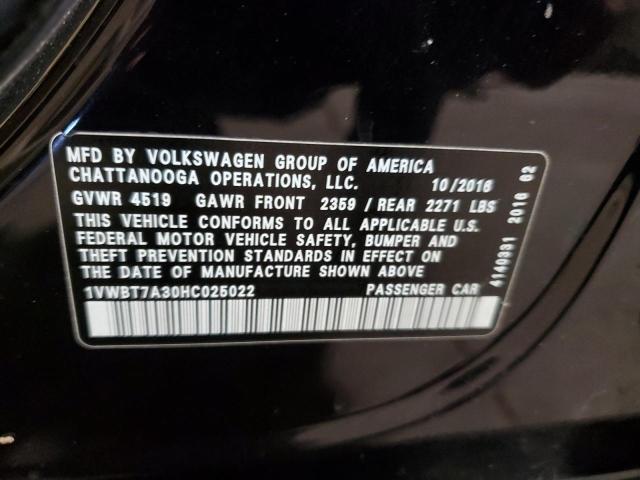 MFD BY VOLKSWAGEN GROUP OF AMERICA
CHATTANOOGA OPERATIONS, LLC. 10/2016
GVWR 4519 GAWR FRONT 2359 / REAR 2271 LBS
THIS VEHICLE CONFORMS TO ALL APPLICABLE U.S.
FEDERAL MOTOR VEHICLE SAFETY, BUMPER AND
THEFT PREVENTION STANDARDS IN EFFECT ON
THE DATE OF MANUFACTURE SHOWN ABOVE
1VWBT7A30HC025022 PASSENGER CAR
4140391 2016 82